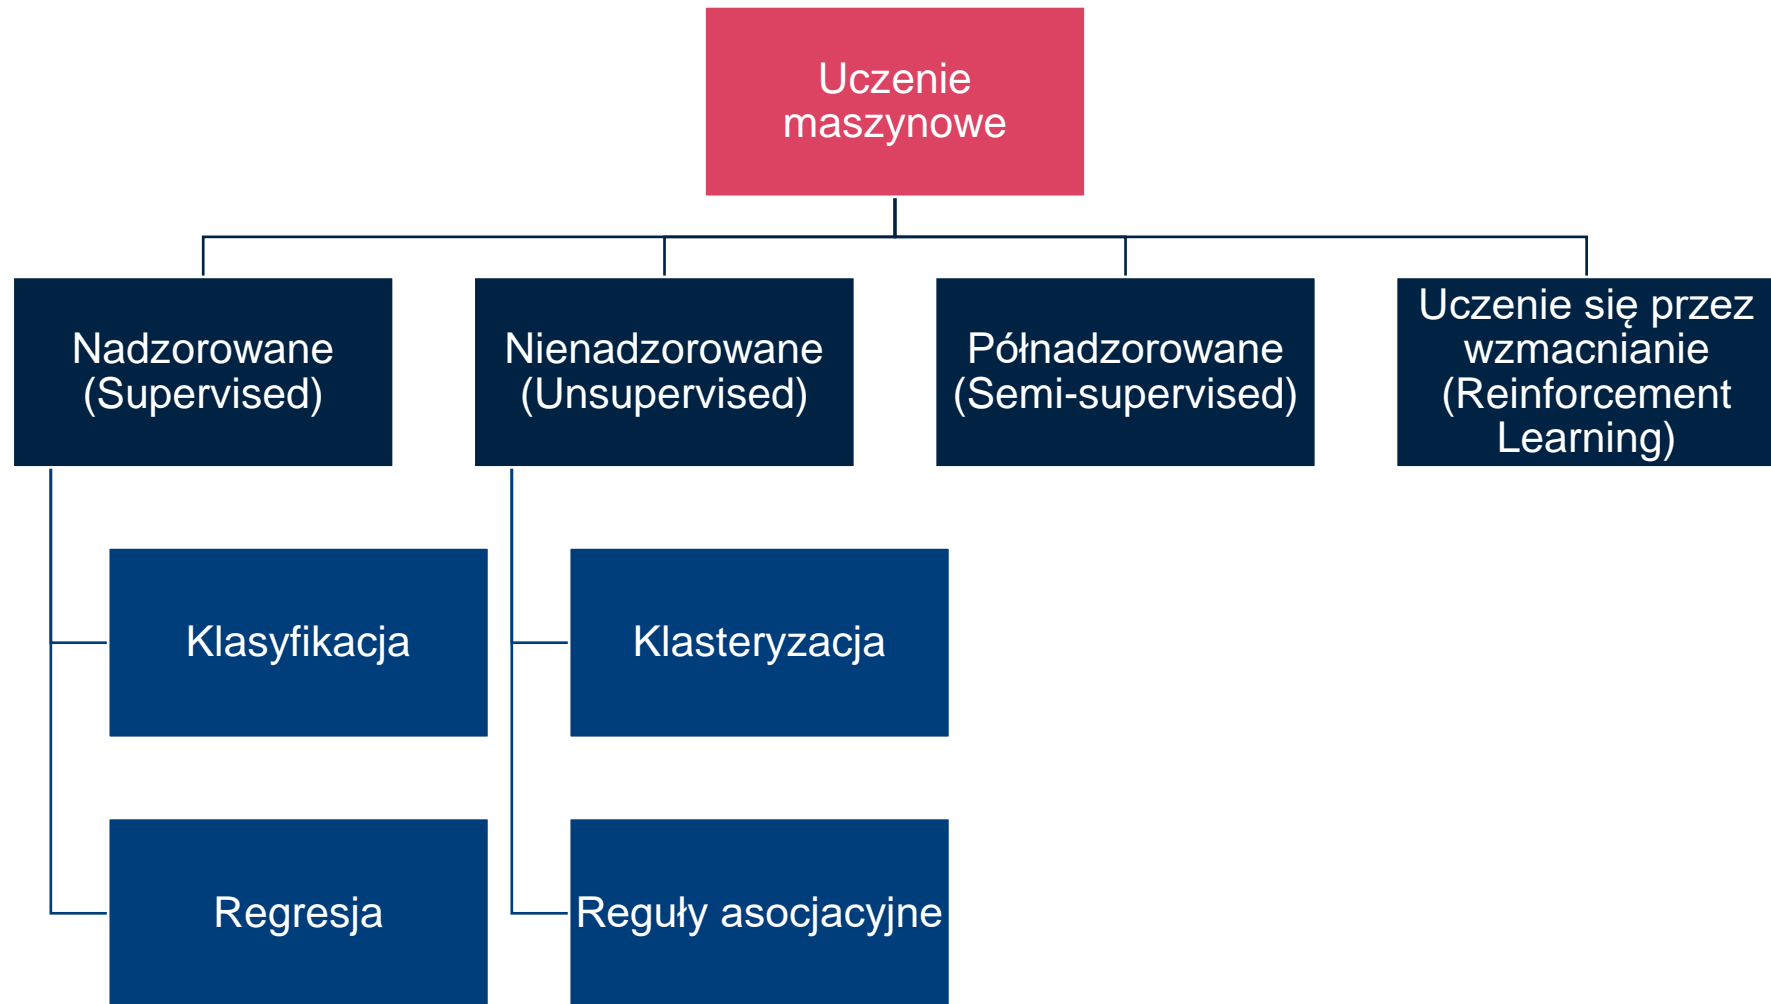 Uczenie
maszynowe
Nadzorowane
(Supervised)
Nienadzorowane
(Unsupervised)
Półnadzorowane
(Semi-supervised)
Uczenie się przez
wzmacnianie
(Reinforcement
Learning)
Klasyfikacja
Klasteryzacja
Regresja
Reguły asocjacyjne